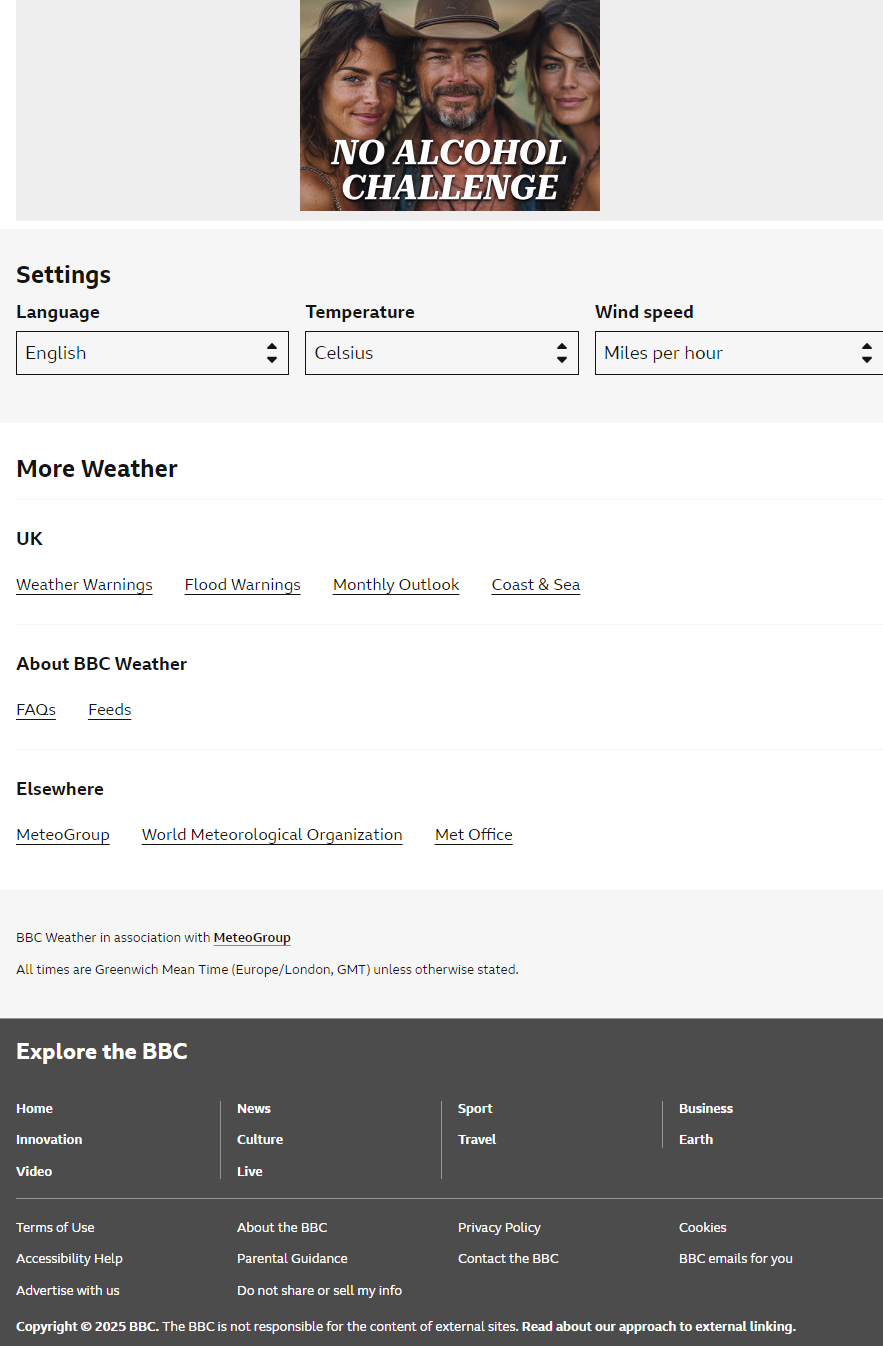 NO ALCOHOL
CHALLENGE
Settings
Language Temperature Wind speed
English Celsius Miles per hour
More Weather
UK
Weather Warnings Flood Warnings Monthly Outlook Coast & Sea
About BBC Weather
FAQs Feeds
Elsewhere
MeteoGroup World Meteorological Organization Met Office
BBC Weather in association with MeteoGroup
All times are Greenwich Mean Time (Europe/London, GMT) unless otherwise stated.
Explore the BBC
Home News Sport Business
Innovation Culture Travel Earth
Video Live
Terms of Use About the BBC Privacy Policy Cookies
Accessibility Help Parental Guidance Contact the BBC BBC emails for you
Advertise with us Do not share or sell my info
Copyright © 2025 BBC. The BBC is not responsible for the content of external sites. Read about our approach to external linking.